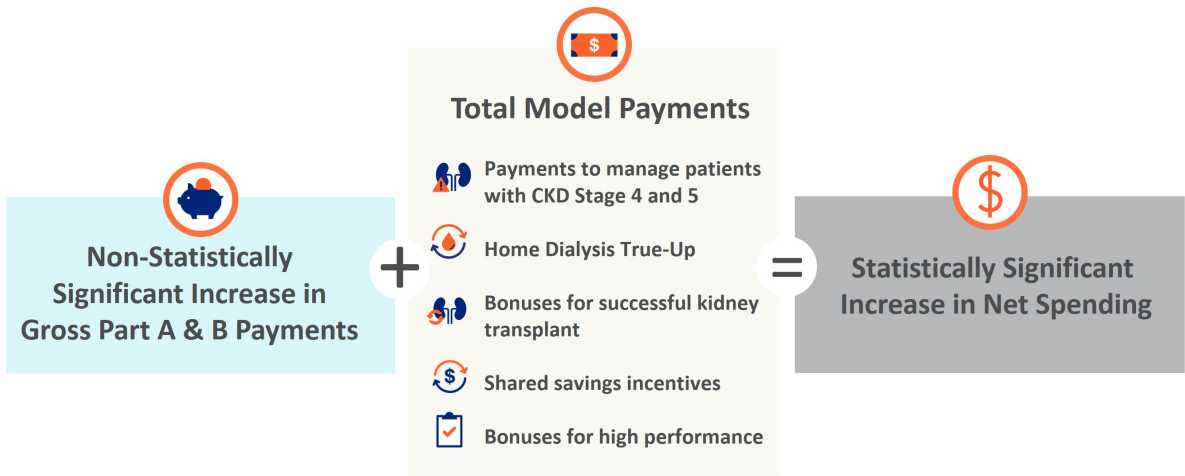 Non-Statistically
Significant Increase in
Gross Part A & B Payments
+
$
Total Model Payments
Payments to manage patients
with CKD Stage 4 and 5
Home Dialysis True-Up
Bonuses for successful kidney
transplant
$
Shared savings incentives
Bonuses for high performance
=
$
Statistically Significant
Increase in Net Spending